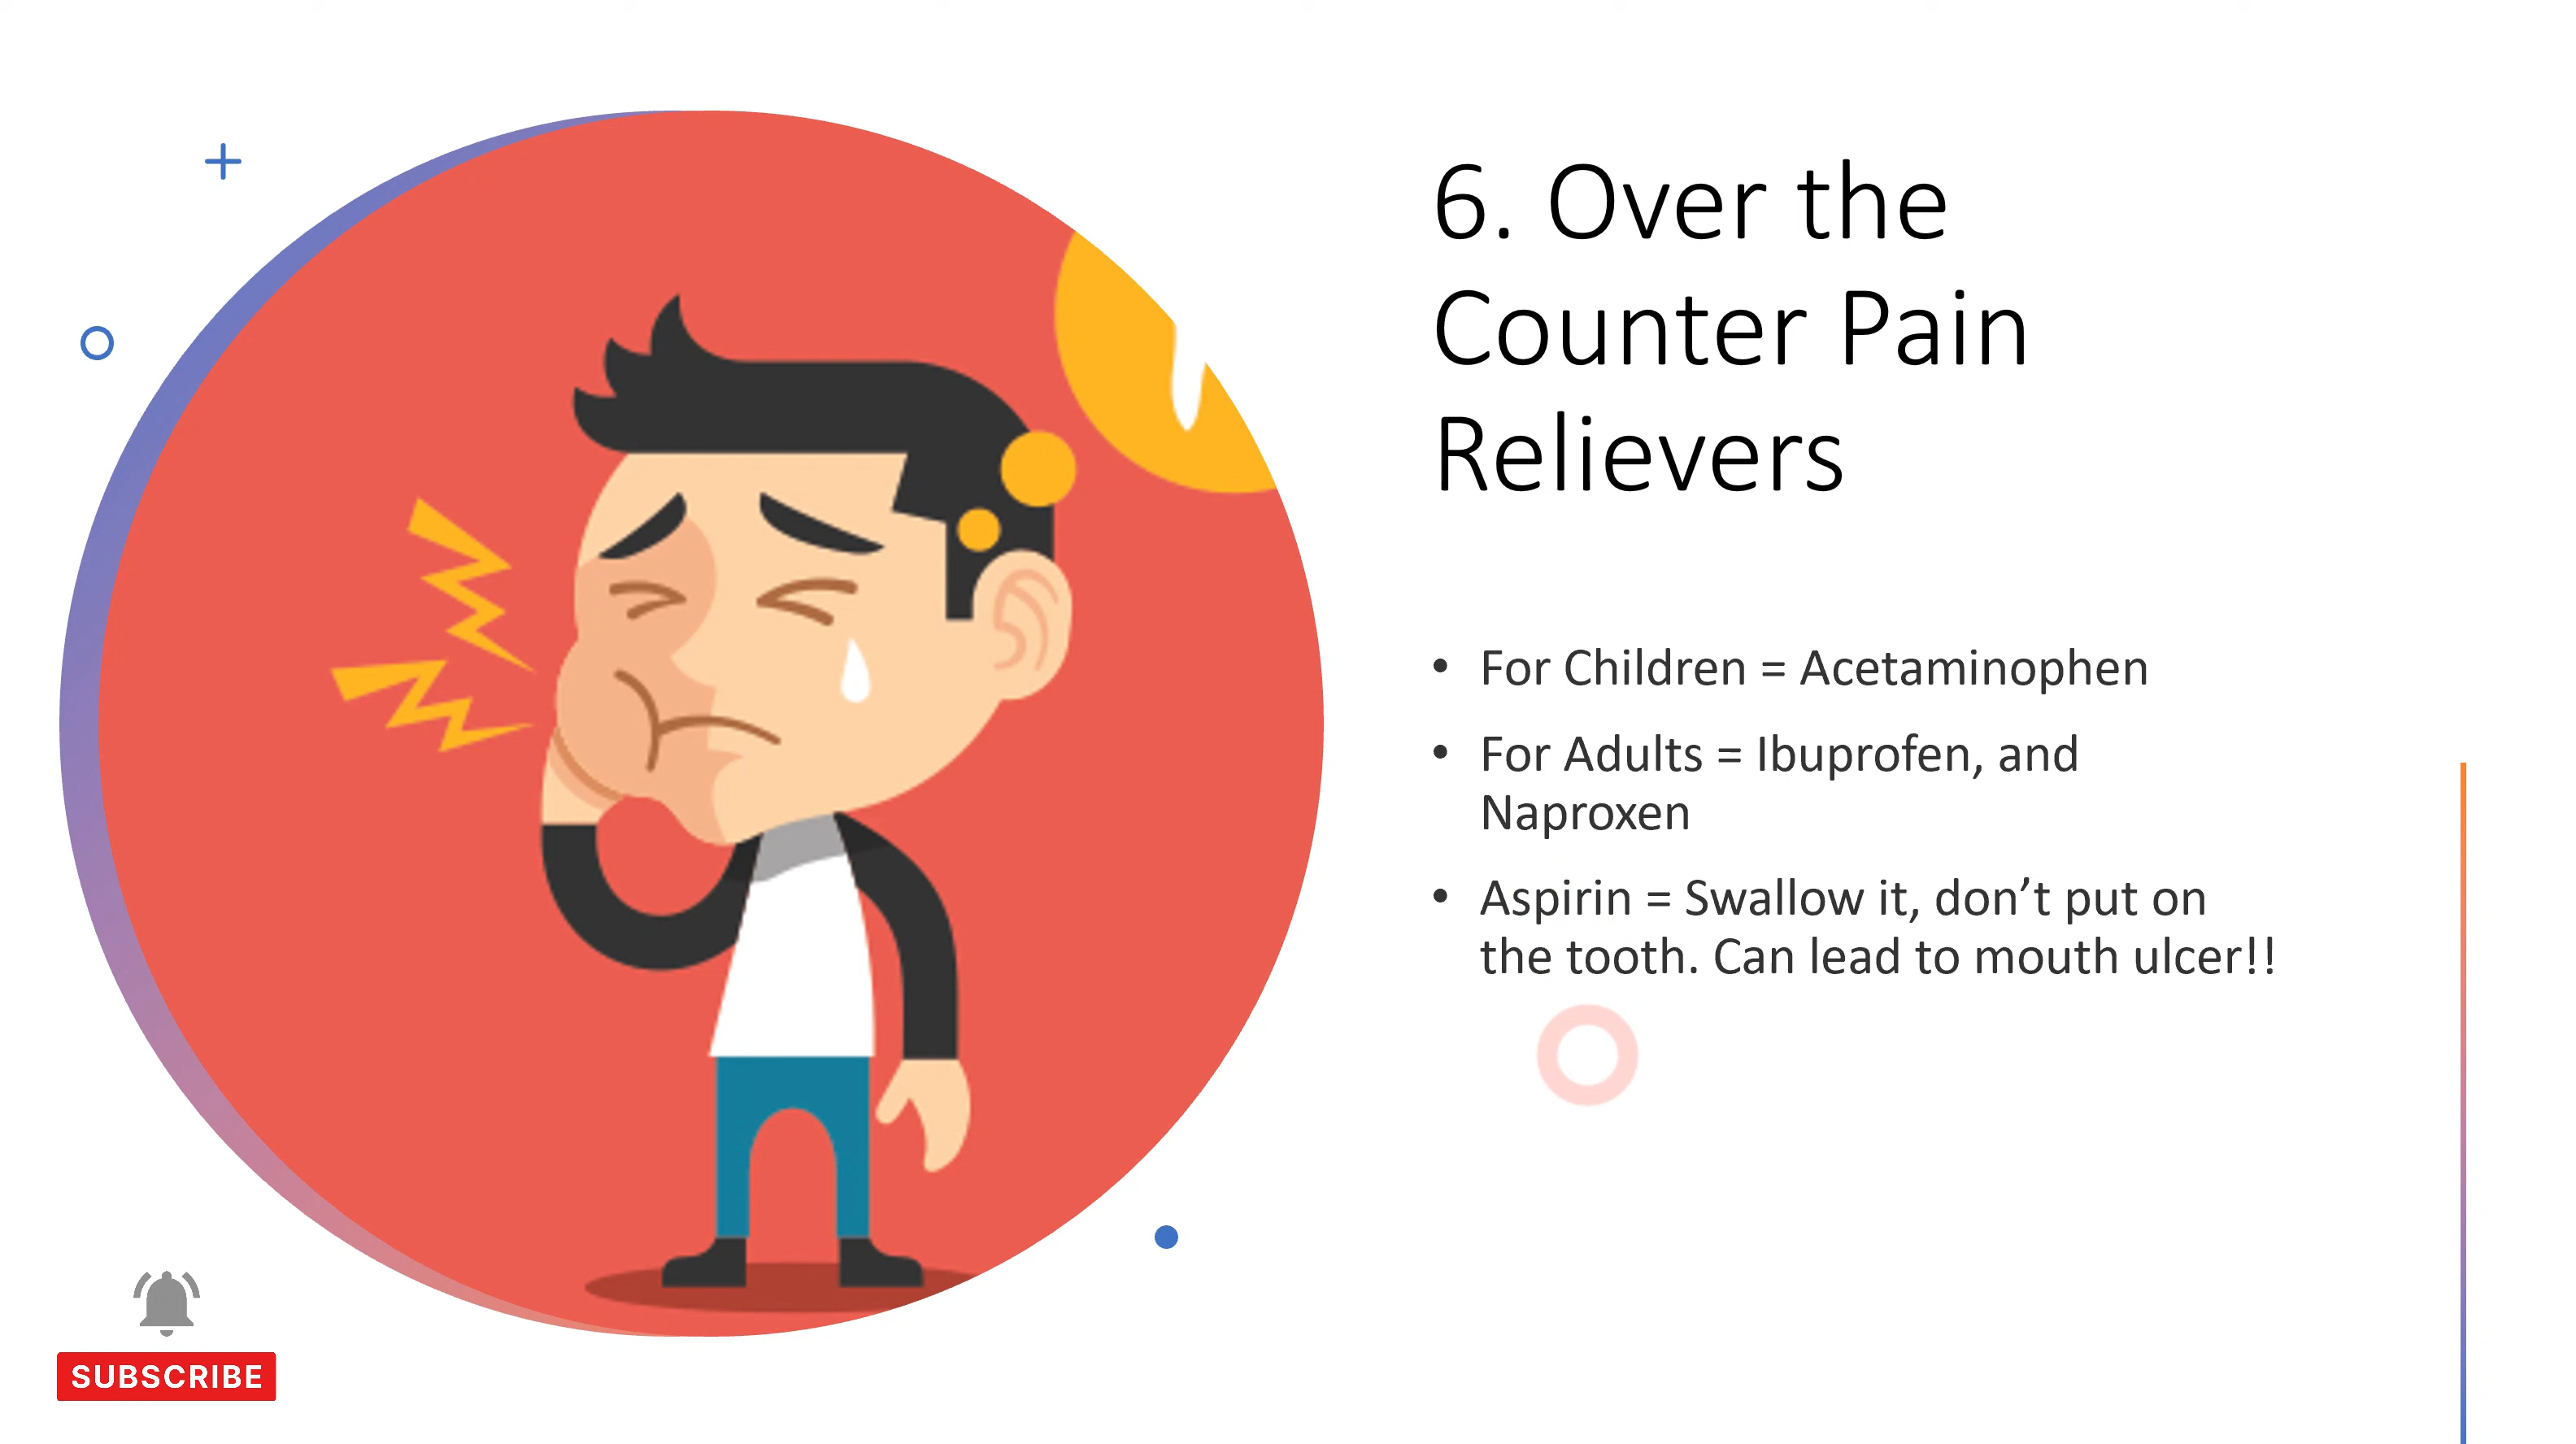 6. Over the
Counter Pain
Relievers
• For Children = Acetaminophen
• For Adults = Ibuprofen, and
Naproxen
• Aspirin = Swallow it, don’t put on
the tooth. Can lead to mouth ulcer!!
SUBSCRIBE